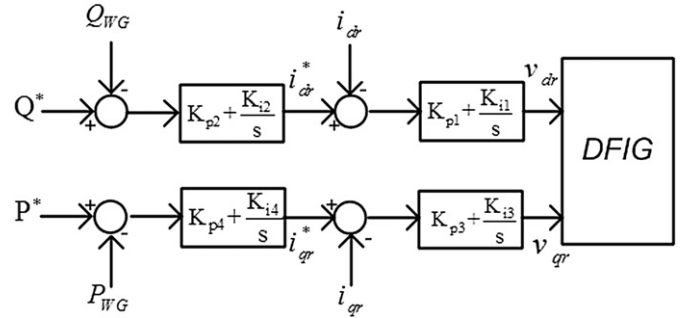 Q_WG
i_dr
Q*
-
+
K_p2 + K_i2/s
i*_dr
-
+
K_p1 + K_i1/s
v_dr
DFIG
P*
+
-
K_p4 + K_i4/s
i*_qr
+
-
K_p3 + K_i3/s
v_qr
P_WG
i_qr